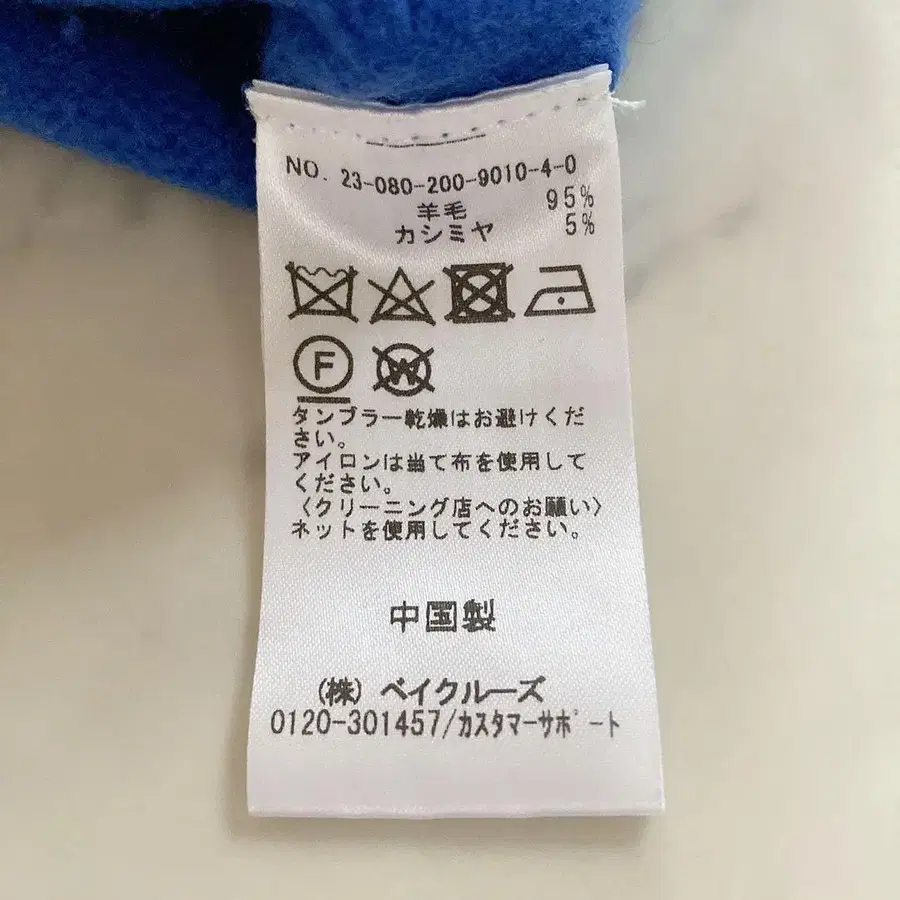 NO. 23-080-200-9010-4-0
羊毛 95%
カシミヤ 5%
F W
タンブラー乾燥はお避けくだ
さい。
アイロンは当て布を使用して
ください。
〈クリーニング店へのお願い〉
ネットを使用してください。
中国製
(株) ベイクルーズ
0120-301457/カスタマーサポート